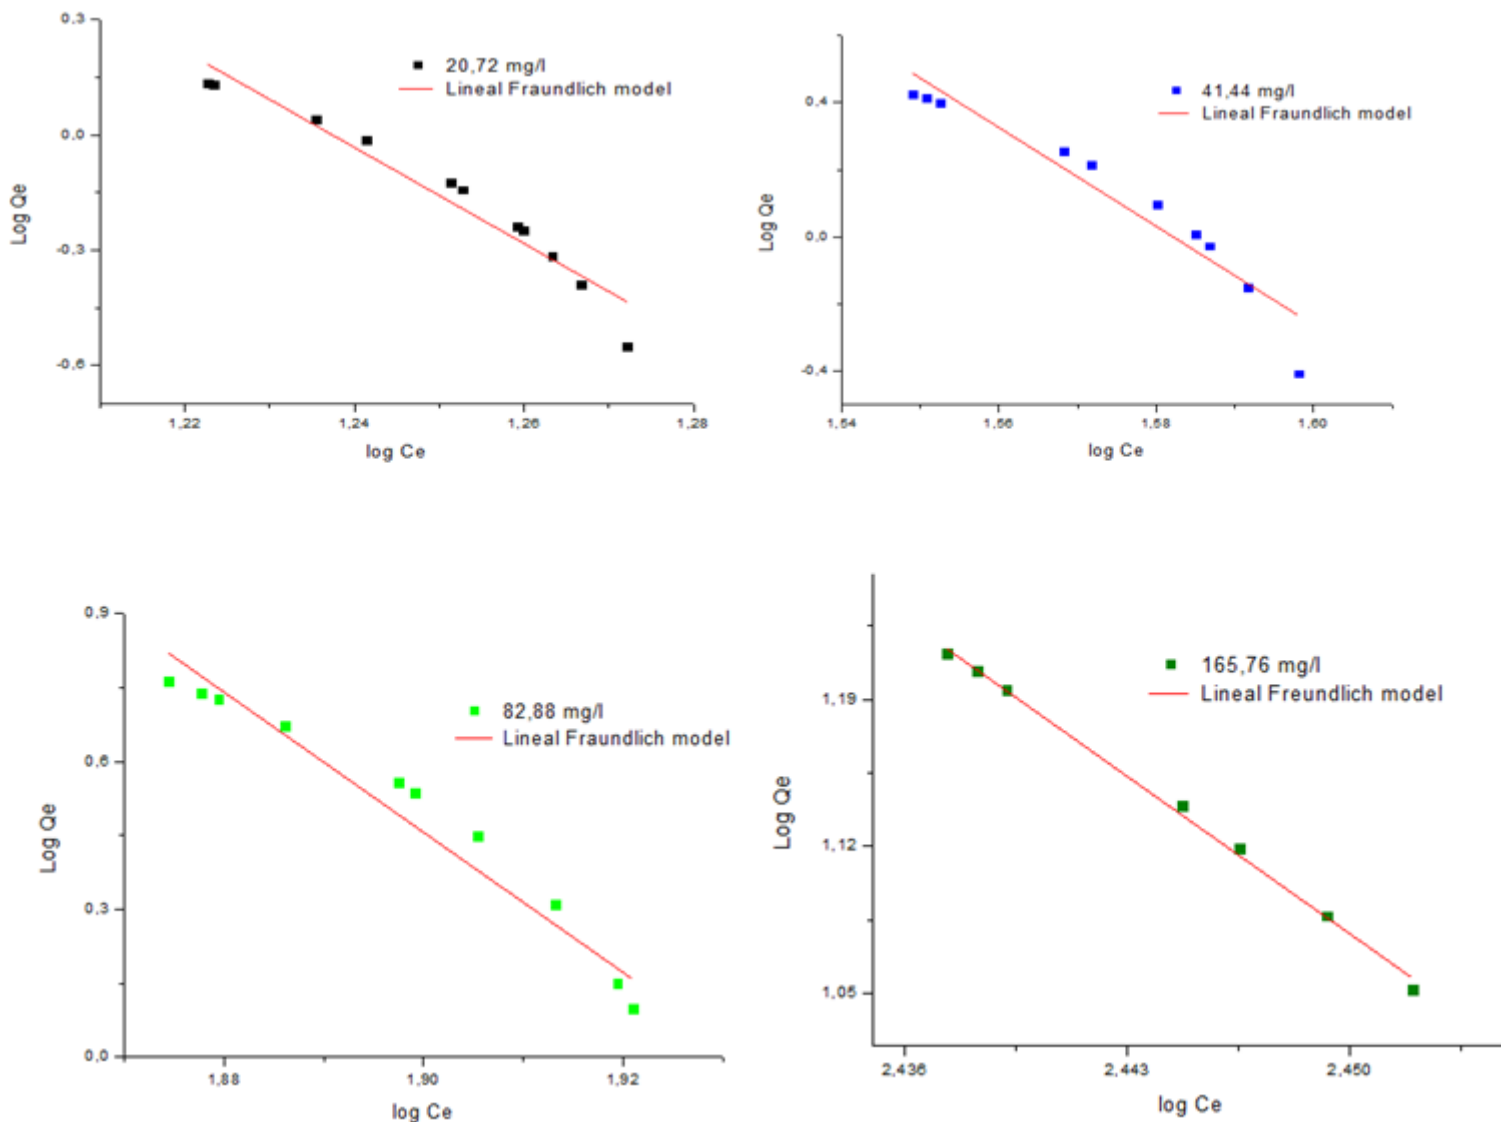 0,3
0,0
-0,3
-0,6
Log Qe
20,72 mg/l
Lineal Fraundlich model
1,22
1,24
1,26
1,28
log Ce
0,4
0,0
-0,4
Log Qe
41,44 mg/l
Lineal Fraundlich model
1,54
1,56
1,58
1,60
log Ce
0,9
0,6
0,3
0,0
Log Qe
82,88 mg/l
Lineal Fraundlich model
1,88
1,90
1,92
log Ce
1,19
1,12
1,05
Log Qe
165,76 mg/l
Lineal Freundlich model
2,436
2,443
2,450
log Ce